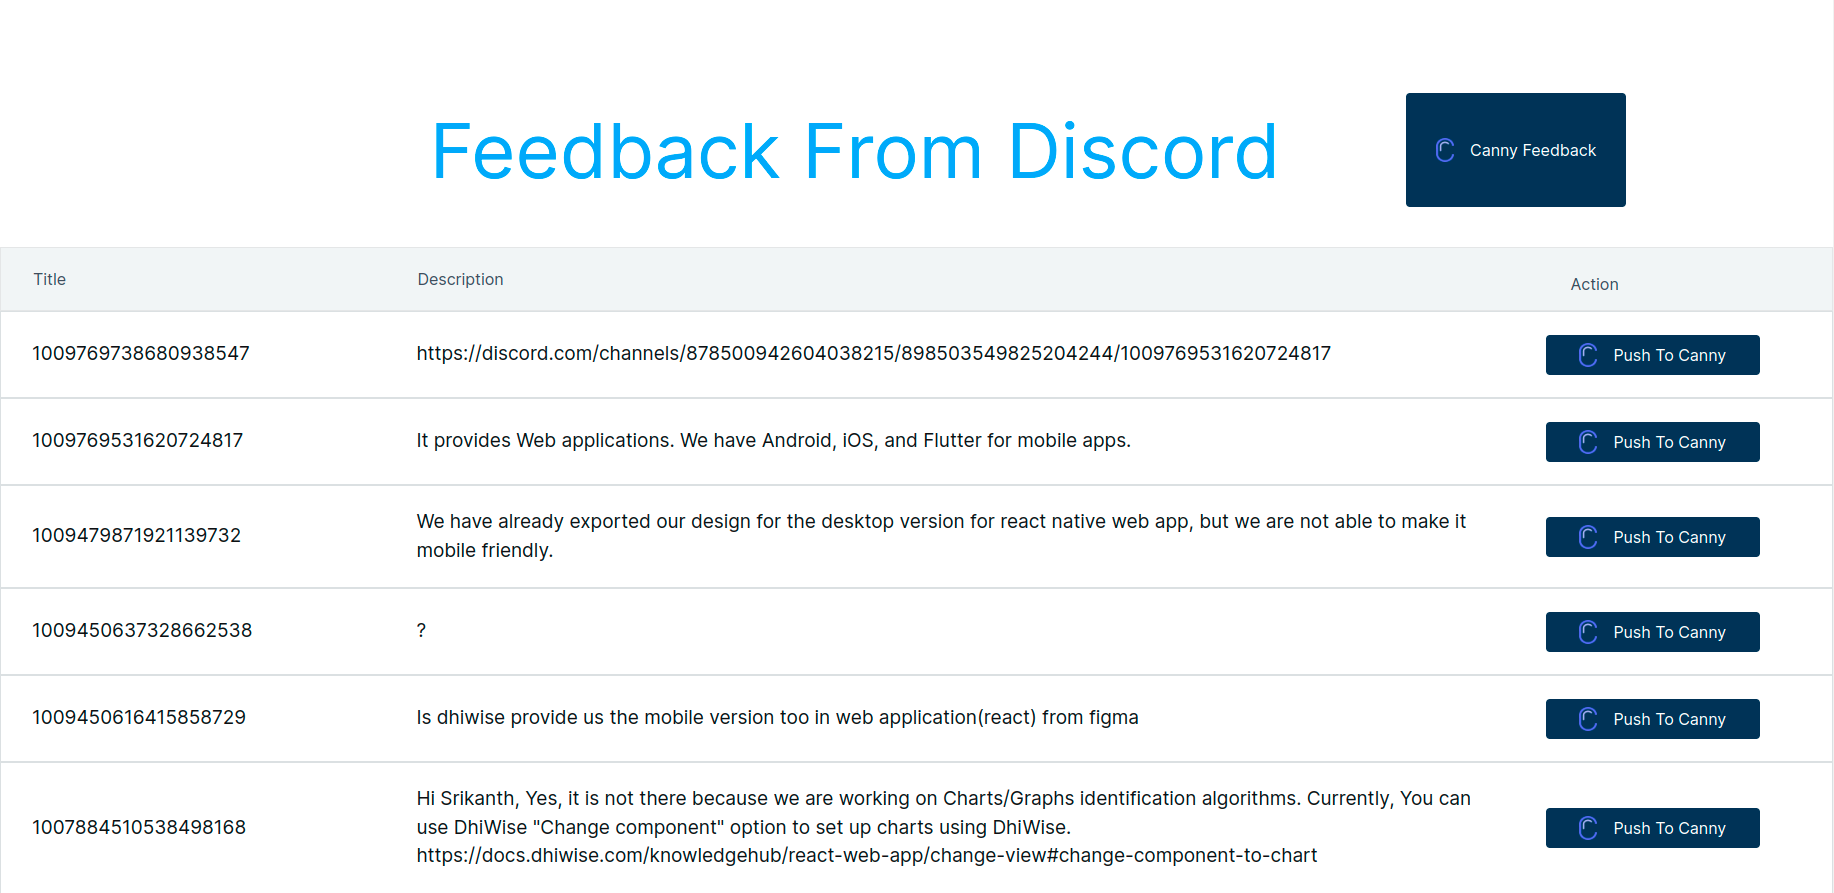 Feedback From Discord
Canny Feedback
Title Description Action
1009769738680938547 https://discord.com/channels/878500942604038215/898503549825204244/1009769531620724817 Push To Canny
1009769531620724817 It provides Web applications. We have Android, iOS, and Flutter for mobile apps. Push To Canny
We have already exported our design for the desktop version for react native web app, but we are not able to make it
1009479871921139732 Push To Canny
mobile friendly.
1009450637328662538 ? Push To Canny
1009450616415858729 Is dhiwise provide us the mobile version too in web application(react) from figma Push To Canny
Hi Srikanth, Yes, it is not there because we are working on Charts/Graphs identification algorithms. Currently, You can
1007884510538498168 use DhiWise "Change component" option to set up charts using DhiWise. Push To Canny
https://docs.dhiwise.com/knowledgehub/react-web-app/change-view#change-component-to-chart